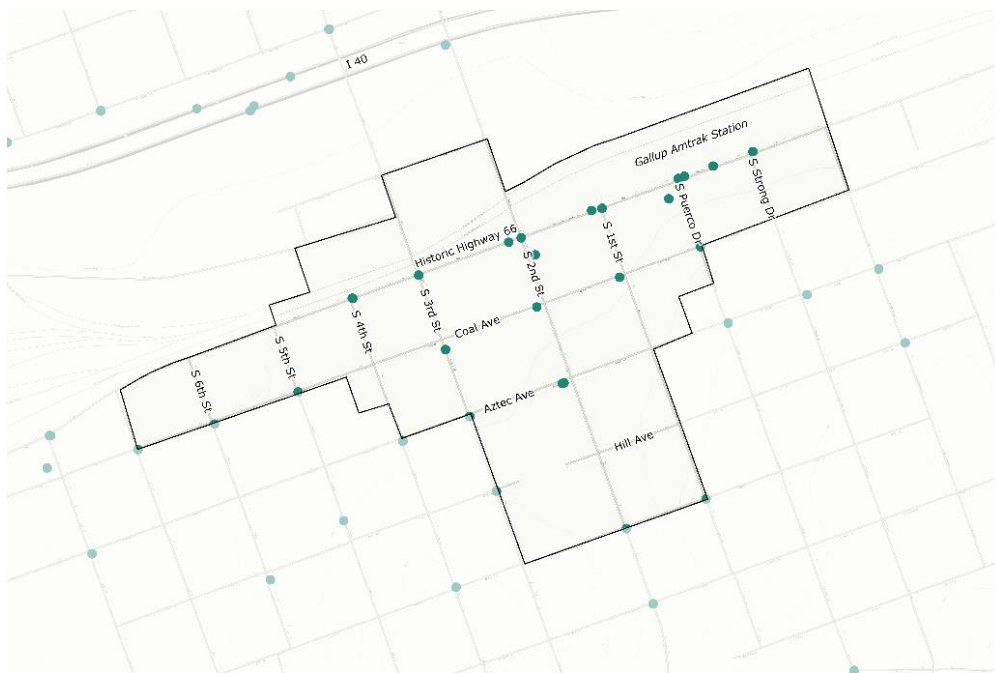 I 40
Gallup Amtrak Station
S Strong Dr
S Puerco Dr
S 1st St
Historic Highway 66
S 2nd St
S 3rd St
Coal Ave
S 4th St
S 5th St
S 6th St
Aztec Ave
Hill Ave